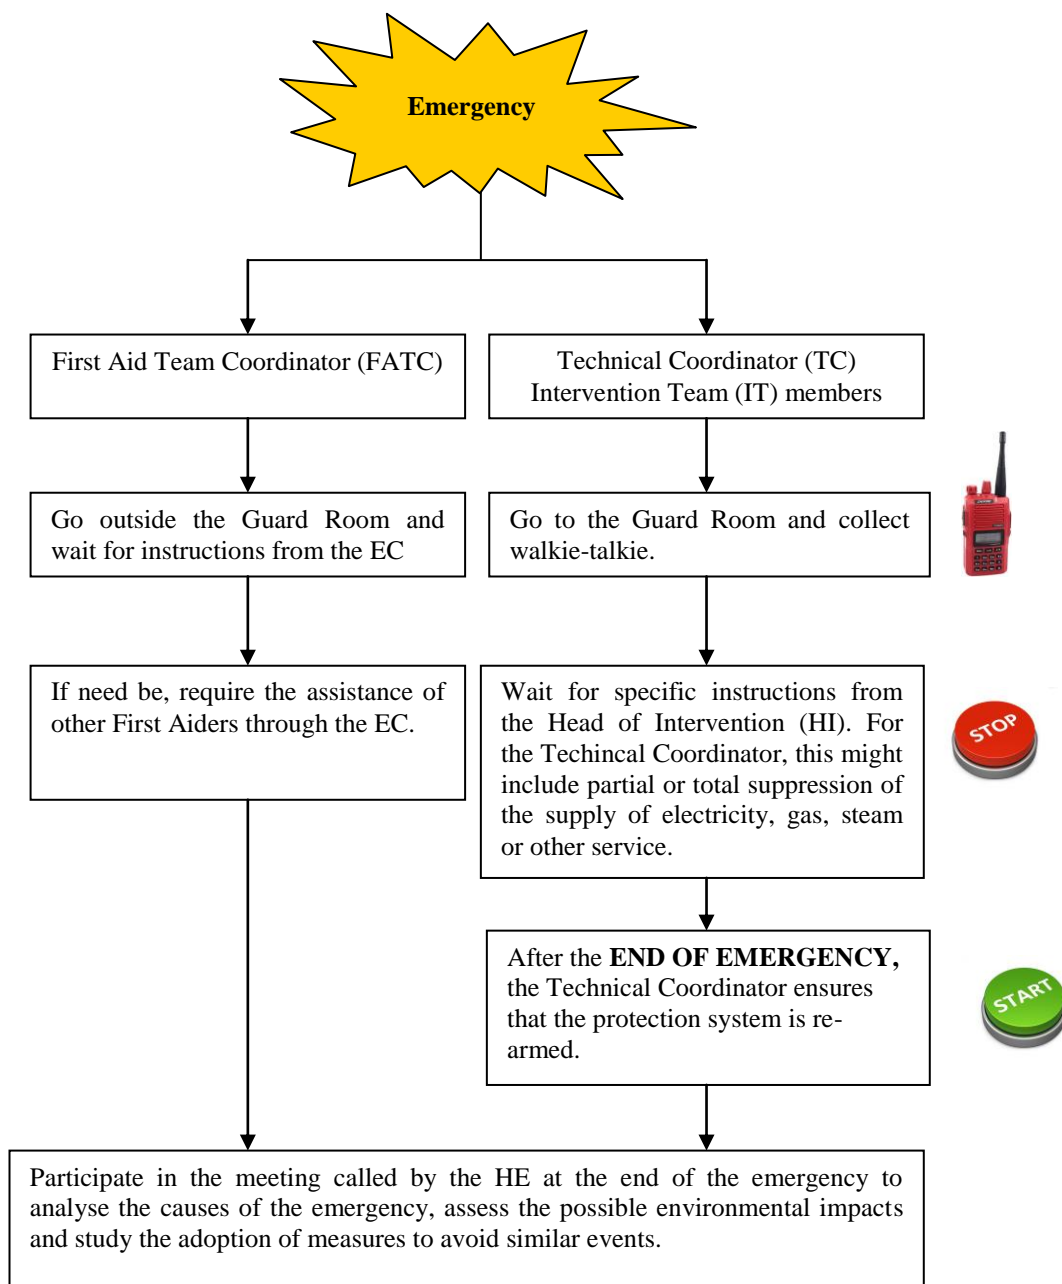 Emergency
First Aid Team Coordinator (FATC)
Technical Coordinator (TC)
Intervention Team (IT) members
Go outside the Guard Room and
wait for instructions from the EC
Go to the Guard Room and collect
walkie-talkie.
If need be, require the assistance of
other First Aiders through the EC.
Wait for specific instructions from
the Head of Intervention (HI). For
the Techincal Coordinator, this might
include partial or total suppression of
the supply of electricity, gas, steam
or other service.
STOP
After the END OF EMERGENCY,
the Technical Coordinator ensures
that the protection system is re-
armed.
START
Participate in the meeting called by the HE at the end of the emergency to
analyse the causes of the emergency, assess the possible environmental impacts
and study the adoption of measures to avoid similar events.